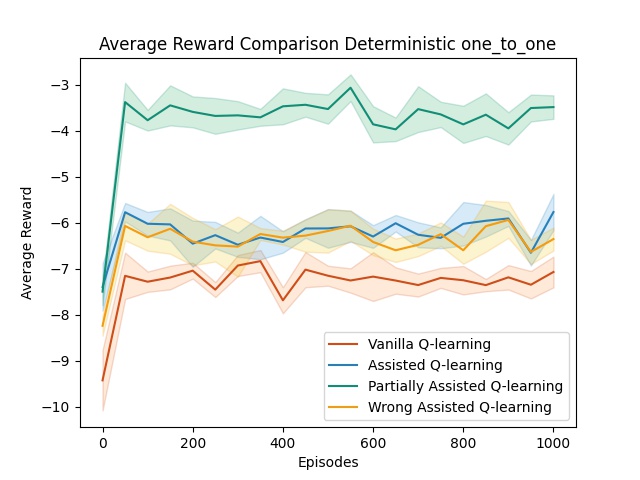 Average Reward Comparison Deterministic one_to_one
Average Reward
−3
−4
−5
−6
−7
−8
−9
−10
Vanilla Q-learning
Assisted Q-learning
Partially Assisted Q-learning
Wrong Assisted Q-learning
0 200 400 600 800 1000
Episodes